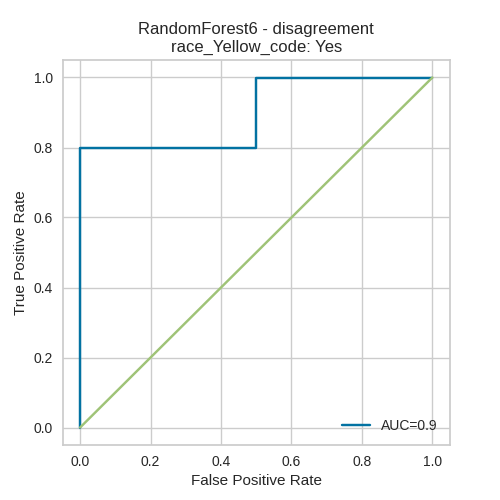 RandomForest6 - disagreement
race_Yellow_code: Yes
True Positive Rate
1.0
0.8
0.6
0.4
0.2
0.0
AUC=0.9
0.0 0.2 0.4 0.6 0.8 1.0
False Positive Rate